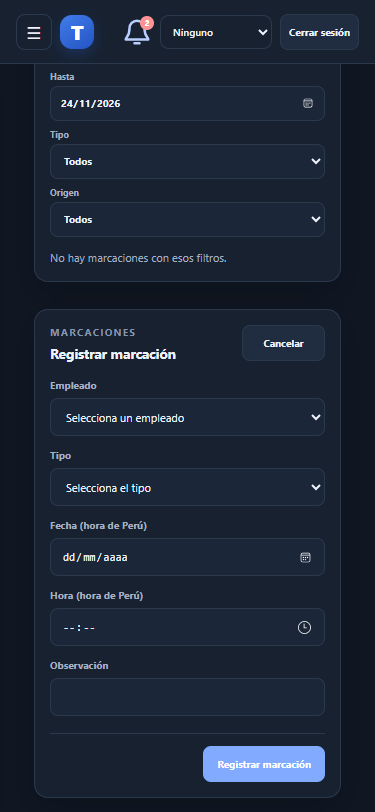 ☰ T 2 Ninguno Cerrar sesión
Hasta
24/11/2026
Tipo
Todos
Origen
Todos
No hay marcaciones con esos filtros.
MARCACIONES
Registrar marcación
Cancelar
Empleado
Selecciona un empleado
Tipo
Selecciona el tipo
Fecha (hora de Perú)
dd/mm/aaaa
Hora (hora de Perú)
--:--
Observación
Registrar marcación